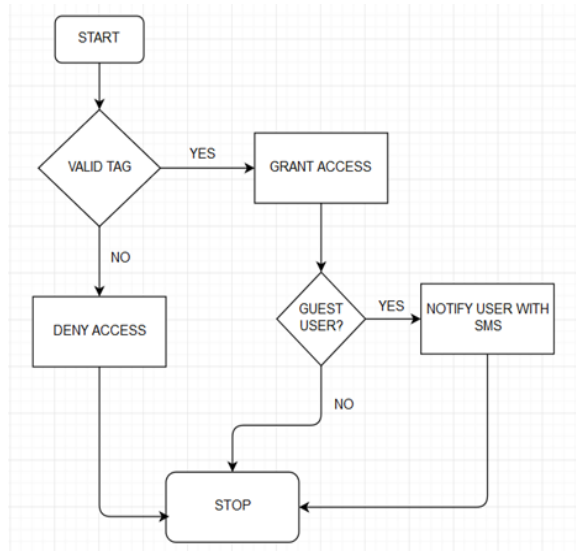 START
VALID TAG
YES
GRANT ACCESS
NO
DENY ACCESS
GUEST
USER?
YES
NOTIFY USER WITH
SMS
NO
STOP